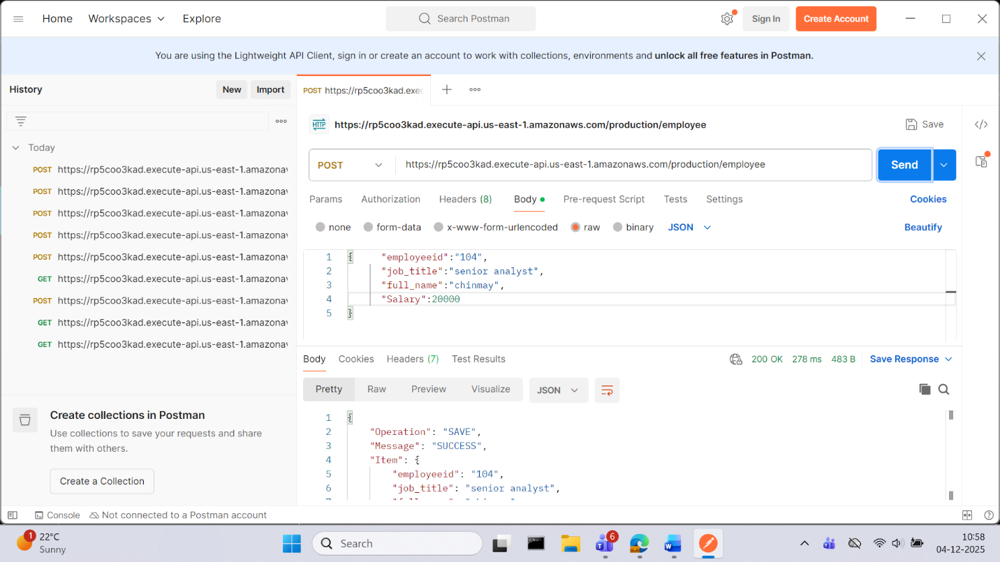 Home Workspaces Explore Search Postman Sign In Create Account
You are using the Lightweight API Client, sign in or create an account to work with collections, environments and unlock all free features in Postman.
History New Import
Today
POST https://rp5coo3kad.execute-api.us-east-1.amazonav
POST https://rp5coo3kad.execute-api.us-east-1.amazonav
POST https://rp5coo3kad.execute-api.us-east-1.amazonav
POST https://rp5coo3kad.execute-api.us-east-1.amazonav
POST https://rp5coo3kad.execute-api.us-east-1.amazonav
GET https://rp5coo3kad.execute-api.us-east-1.amazonav
POST https://rp5coo3kad.execute-api.us-east-1.amazonav
GET https://rp5coo3kad.execute-api.us-east-1.amazonav
GET https://rp5coo3kad.execute-api.us-east-1.amazonav
Create collections in Postman
Use collections to save your requests and share
them with others.
Create a Collection
POST https://rp5coo3kad.exec
HTTP https://rp5coo3kad.execute-api.us-east-1.amazonaws.com/production/employee Save
POST https://rp5coo3kad.execute-api.us-east-1.amazonaws.com/production/employee Send
Params Authorization Headers (8) Body Pre-request Script Tests Settings Cookies
none form-data x-www-form-urlencoded raw binary JSON Beautify
1 { "employeeid":"104",
2 "job_title":"senior analyst",
3 "full_name":"chinmay",
4 "Salary":20000
5 }
Body Cookies Headers (7) Test Results 200 OK 278 ms 483 B Save Response
Pretty Raw Preview Visualize JSON
1 {
2 "Operation": "SAVE",
3 "Message": "SUCCESS",
4 "Item": {
5 "employeeid": "104",
6 "job_title": "senior analyst",
Console Not connected to a Postman account
1 22°C
Sunny
Search
6
10:58
04-12-2025